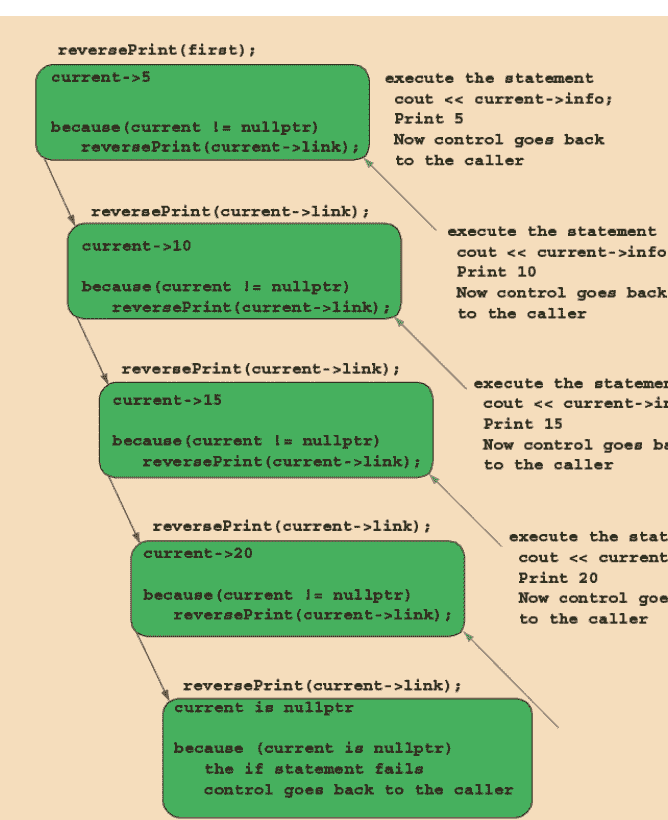 reversePrint(first);
current->5
because(current != nullptr)
reversePrint(current->link);
execute the statement
cout << current->info;
Print 5
Now control goes back
to the caller
reversePrint(current->link);
current->10
because(current != nullptr)
reversePrint(current->link);
execute the statement
cout << current->info
Print 10
Now control goes back
to the caller
reversePrint(current->link);
current->15
because(current != nullptr)
reversePrint(current->link);
execute the
cout <<
Print 15
Now control goes
to the caller
reversePrint(current->link);
current->20
because(current != nullptr)
reversePrint(current->link);
execute the
cout << current
Print 20
Now control
to the caller
reversePrint(current->link);
current is nullptr
because (current is nullptr)
the if statement fails
control goes back to the caller